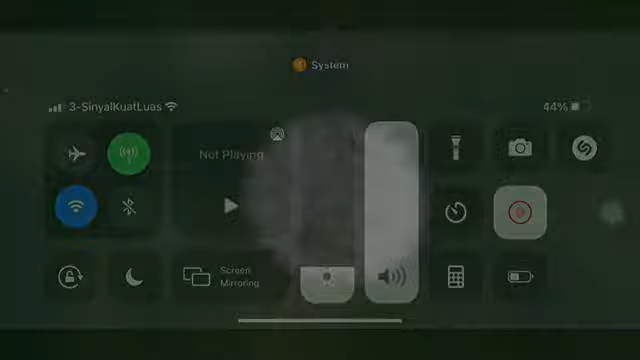 System
3-SinyalKuatLuas
44%
Not Playing
Screen
Mirroring